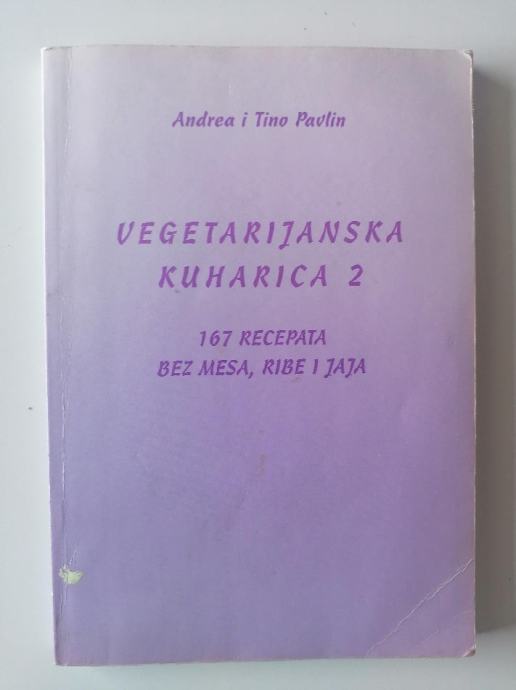 Andrea i Tino Pavlin
VEGETARIJANSKA
KUHARICA 2
167 RECEPATA
BEZ MESA, RIBE I JAJA